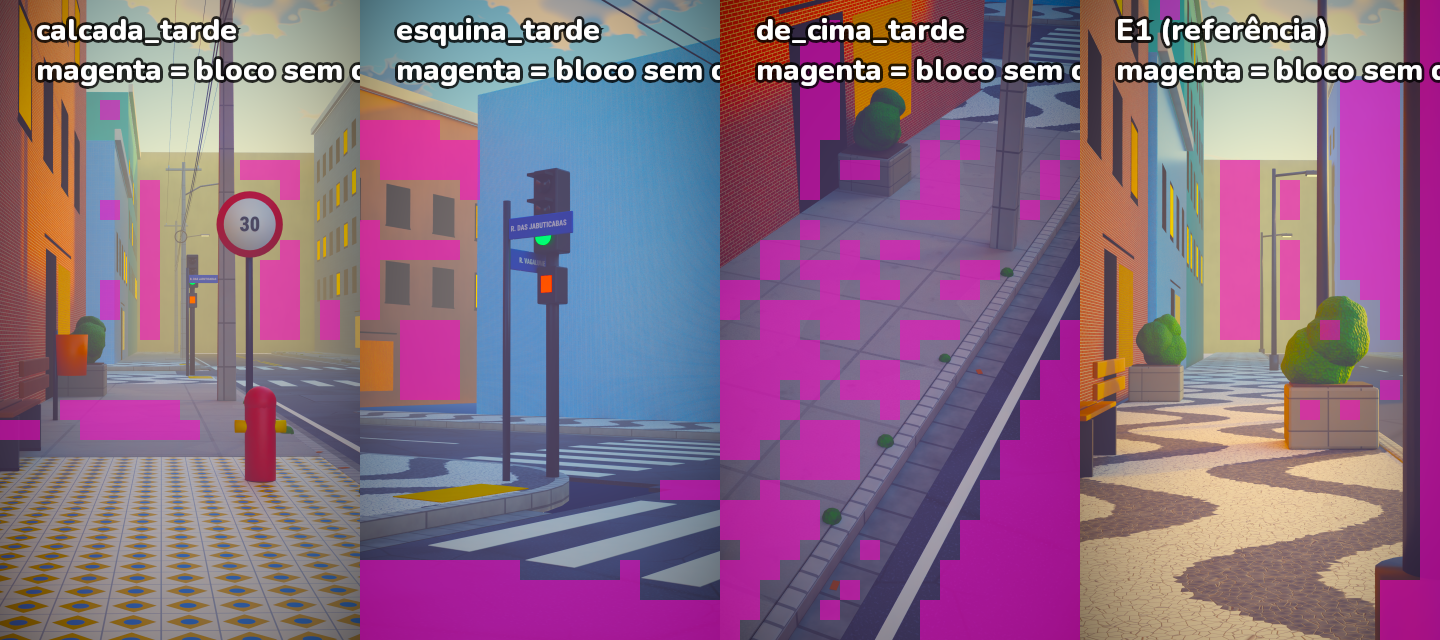 calcada_tarde
magenta = bloco sem
esquina_tarde
magenta = bloco sem
de_cima_tarde
magenta = bloco sem
E1 (referência)
magenta = bloco sem
30
R. DAS JABUTICABAS